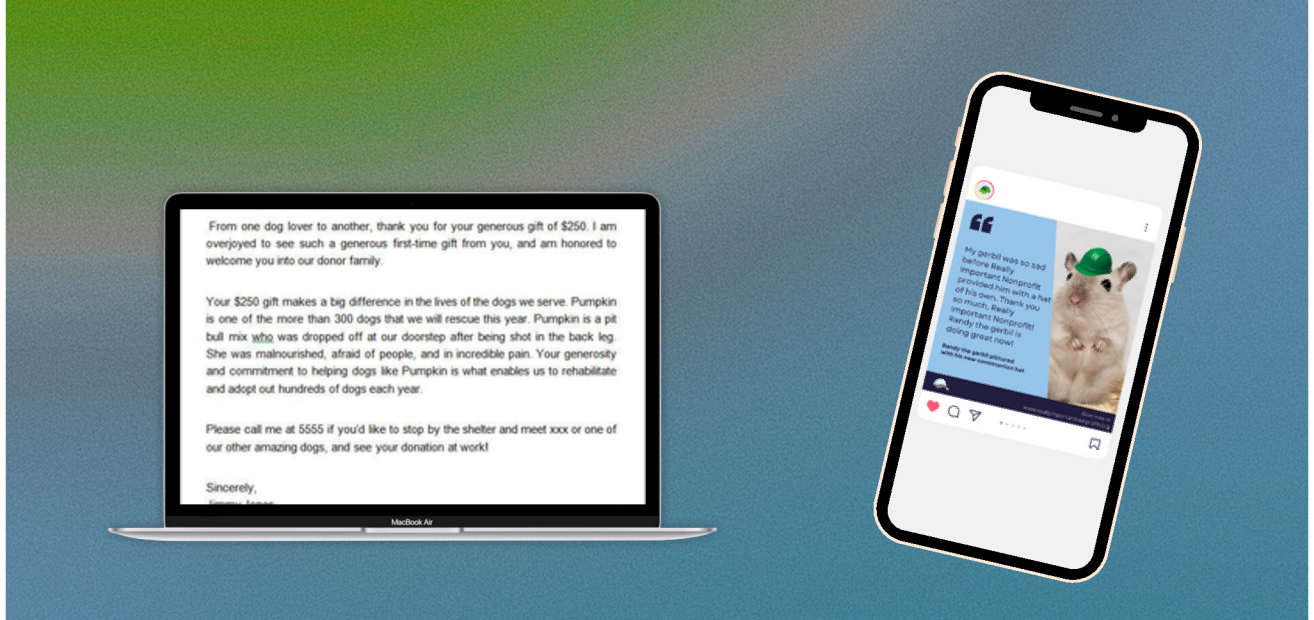 From one dog lover to another, thank you for your generous gift of $250. I am
overjoyed to see such a generous first-time gift from you, and am honored to
welcome you into our donor family.
Your $250 gift makes a big difference in the lives of the dogs we serve. Pumpkin
is one of the more than 300 dogs that we will rescue this year. Pumpkin is a pit
bull mix who was dropped off at our doorstep after being shot in the back leg.
She was malnourished, afraid of people, and in incredible pain. Your generosity
and commitment to helping dogs like Pumpkin is what enables us to rehabilitate
and adopt out hundreds of dogs each year.
Please call me at 5555 if you'd like to stop by the shelter and meet xxx or one of
our other amazing dogs, and see your donation at work!
Sincerely,
MacBook Air
“
My gerbil was so sad
before Really
Important Nonprofit
provided him with a hat
of his own. Thank you
so much, Really
Important Nonprofit!
Randy the gerbil is
doing great now!
Randy the gerbil pictured
with his new construction hat